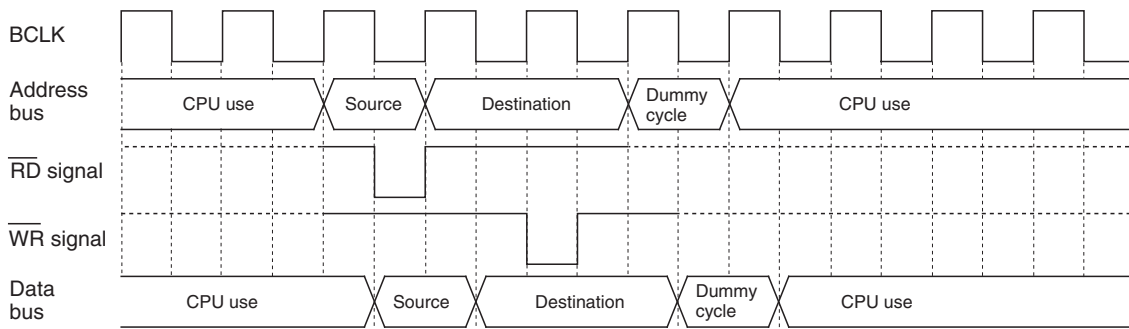 BCLK
Address
bus
CPU use
Source
Destination
Dummy
cycle
CPU use
RD signal
WR signal
Data
bus
CPU use
Source
Destination
Dummy
cycle
CPU use